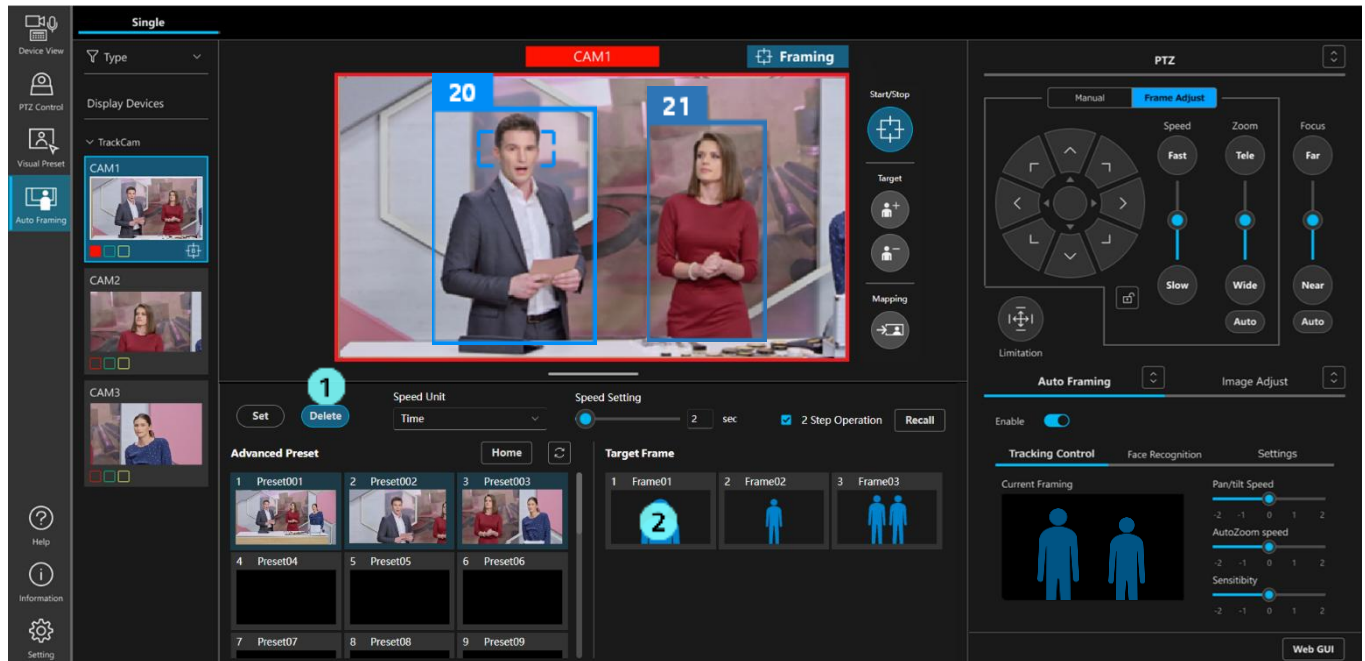 Single
Device View
PTZ Control
Visual Preset
Auto Framing
Help
Information
Setting
Type
Display Devices
TrackCam
CAM1
CAM2
CAM3
CAM1
Framing
20
21
Start/Stop
Target
Mapping
1
Set
Delete
Speed Unit
Time
Speed Setting
2 sec
2 Step Operation
Recall
Advanced Preset
Home
1 Preset001
2 Preset002
3 Preset003
4 Preset04
5 Preset05
6 Preset06
7 Preset07
8 Preset08
9 Preset09
Target Frame
1 Frame01
2 Frame02
3 Frame03
2
PTZ
Manual
Frame Adjust
Speed
Zoom
Focus
Fast
Tele
Far
Slow
Wide
Near
Auto
Auto
Limitation
Auto Framing
Image Adjust
Enable
Tracking Control
Face Recognition
Settings
Current Framing
Pan/tilt Speed
-2 -1 0 1 2
AutoZoom speed
-2 -1 0 1 2
Sensitibity
-2 -1 0 1 2
Web GUI